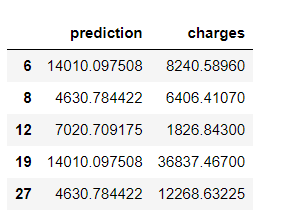 prediction charges
6 14010.097508 8240.58960
8 4630.784422 6406.41070
12 7020.709175 1826.84300
19 14010.097508 36837.46700
27 4630.784422 12268.63225